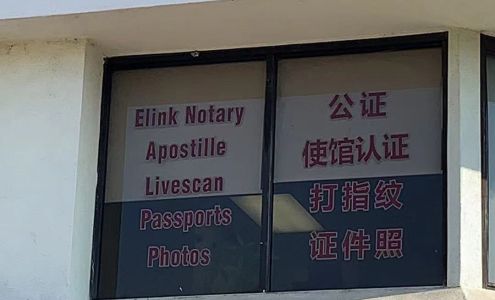 Elink Notary
Apostille
Livescan
Passports
Photos
公证
使馆认证
打指纹
证件照